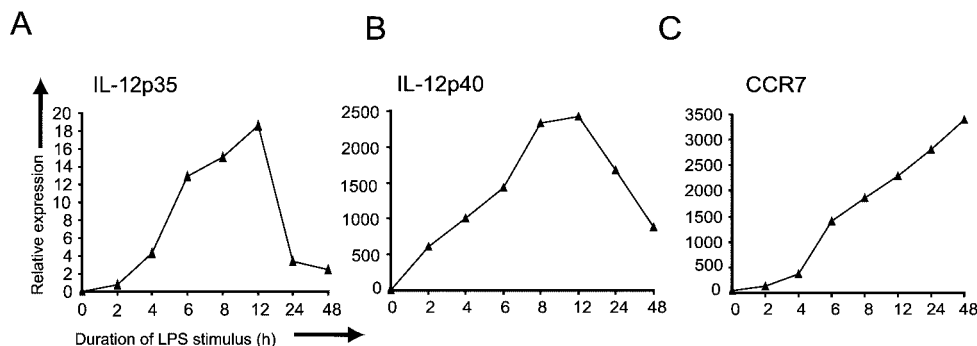 A
B
C
IL-12p35
IL-12p40
CCR7
Relative expression
20
18
16
14
12
10
8
6
4
2
0
0 2 4 6 8 12 24 48
2500
2000
1500
1000
500
0
0 2 4 6 8 12 24 48
3500
3000
2500
2000
1500
1000
500
0
0 2 4 6 8 12 24 48
Duration of LPS stimulus (h)